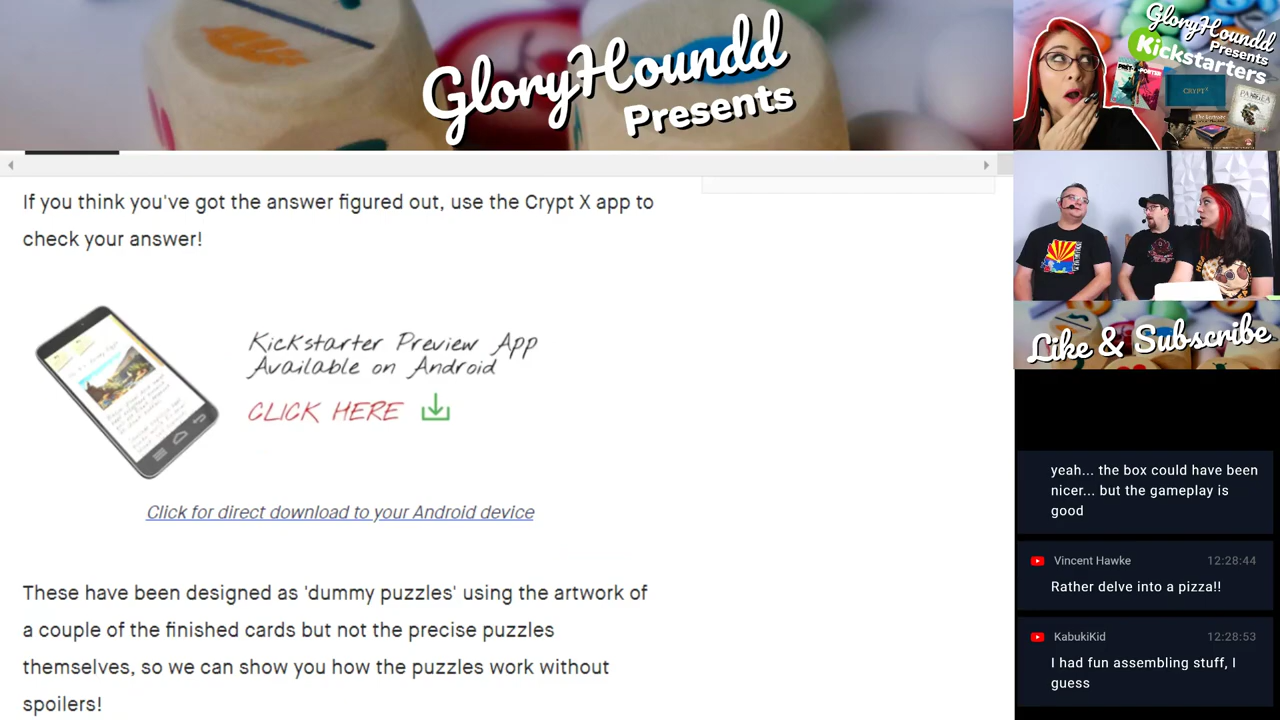 GloryHoundd
Presents
GloryHoundd
Presents
Kickstarters
CRYPT
PANGEA
If you think you've got the answer figured out, use the Crypt X app to
check your answer!
Kickstarter Preview App
Available on Android
CLICK HERE
Click for direct download to your Android device
These have been designed as 'dummy puzzles' using the artwork of
a couple of the finished cards but not the precise puzzles
themselves, so we can show you how the puzzles work without
spoilers!
Like & Subscribe
yeah... the box could have been
nicer... but the gameplay is
good
Vincent Hawke 12:28:44
Rather delve into a pizza!!
KabukiKid 12:28:53
I had fun assembling stuff, I
guess